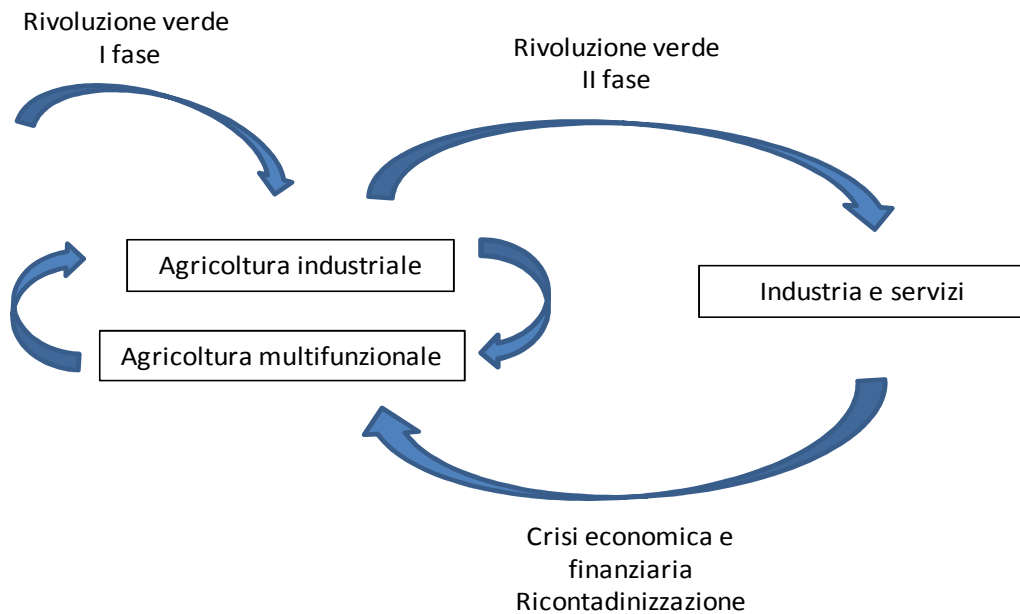 Rivoluzione verde
I fase
Rivoluzione verde
II fase
Agricoltura industriale
Industria e servizi
Agricoltura multifunzionale
Crisi economica e
finanziaria
Ricontadinizzazione